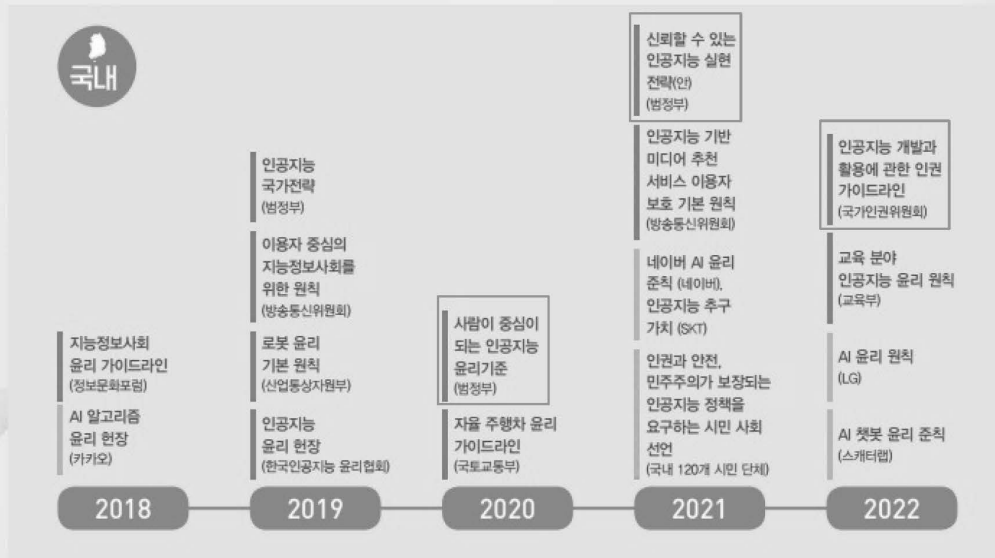 국내
지능정보사회
윤리 가이드라인
(정보문화포럼)
AI 알고리즘
윤리 헌장
(카카오)
2018
인공지능
국가전략
(범정부)
이용자 중심의
지능정보사회를
위한 원칙
(방송통신위원회)
로봇 윤리
기본 원칙
(산업통상자원부)
인공지능
윤리 헌장
(한국인공지능 윤리협회)
2019
사람이 중심이
되는 인공지능
윤리기준
(범정부)
자율 주행차 윤리
가이드라인
(국토교통부)
2020
신뢰할 수 있는
인공지능 실현
전략(안)
(범정부)
인공지능 기반
미디어 추천
서비스 이용자
보호 기본 원칙
(방송통신위원회)
네이버 AI 윤리
준칙 (네이버),
인공지능 추구
가치 (SKT)
인권과 안전,
민주주의가 보장되는
인공지능 정책을
요구하는 시민 사회
선언
(국내 120개 시민 단체)
2021
인공지능 개발과
활용에 관한 인권
가이드라인
(국가인권위원회)
교육 분야
인공지능 윤리 원칙
(교육부)
AI 윤리 원칙
(LG)
AI 챗봇 윤리 준칙
(스캐터랩)
2022